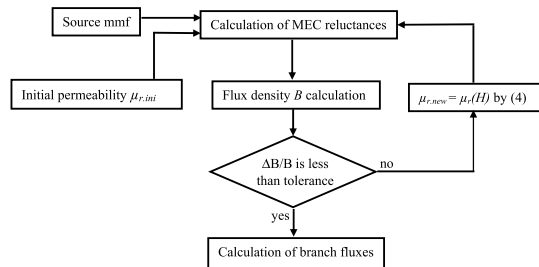 Source mmf
Calculation of MEC reluctances
Initial permeability μr.ini
Flux density B calculation
μr.new = μr(H) by (4)
ΔB/B is less
than tolerance
no
yes
Calculation of branch fluxes